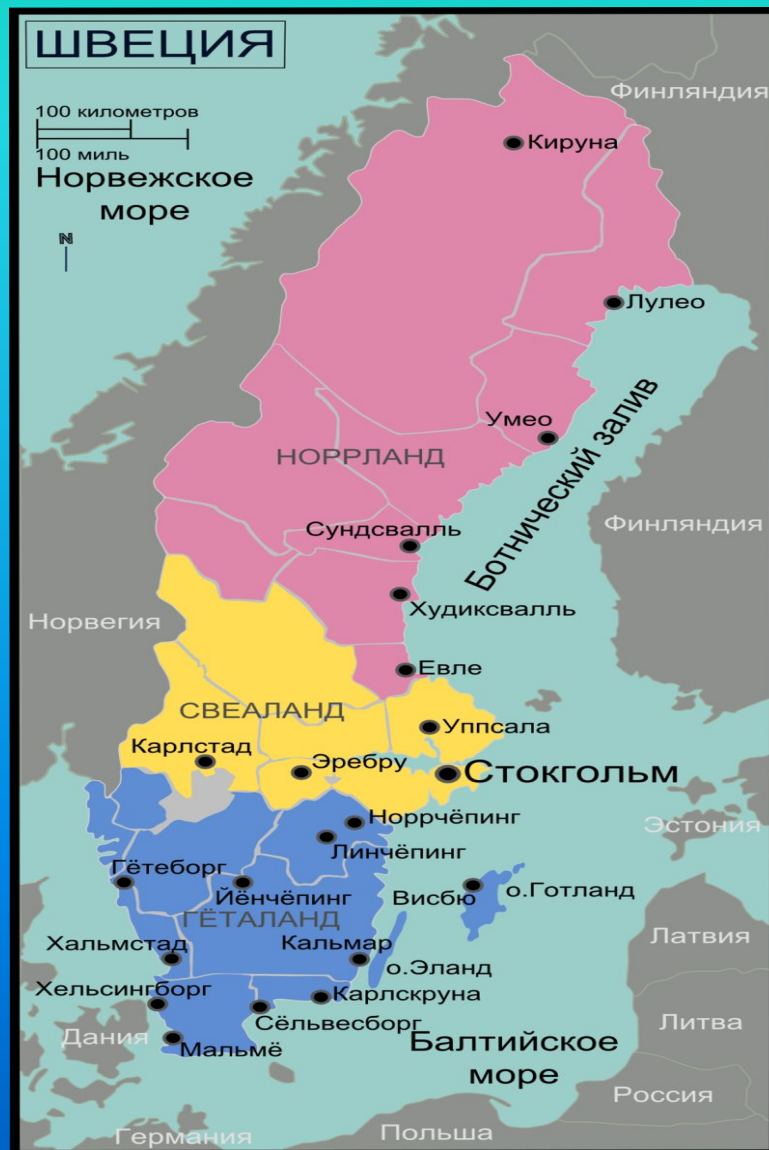 ШВЕЦИЯ
Финляндия
100 километров
100 миль
Кируна
Норвежское
море
N
Лулео
Умео
Ботнический залив
НОРРЛАНД
Сундсвалль
Финляндия
Худиксвалль
Норвегия
Евле
СВЕАЛАНД
Уппсала
Карлстад
Эребру
Стокгольм
Норрчёпинг
Эстония
Линчёпинг
Гётеборг
Йёнчёпинг
Висбю
о.Готланд
ГЁТАЛАНД
Хальмстад
Кальмар
Латвия
о.Эланд
Хельсингборг
Карлскруна
Сёльвесборг
Литва
Дания
Мальмё
Балтийское
море
Россия
Германия
Польша